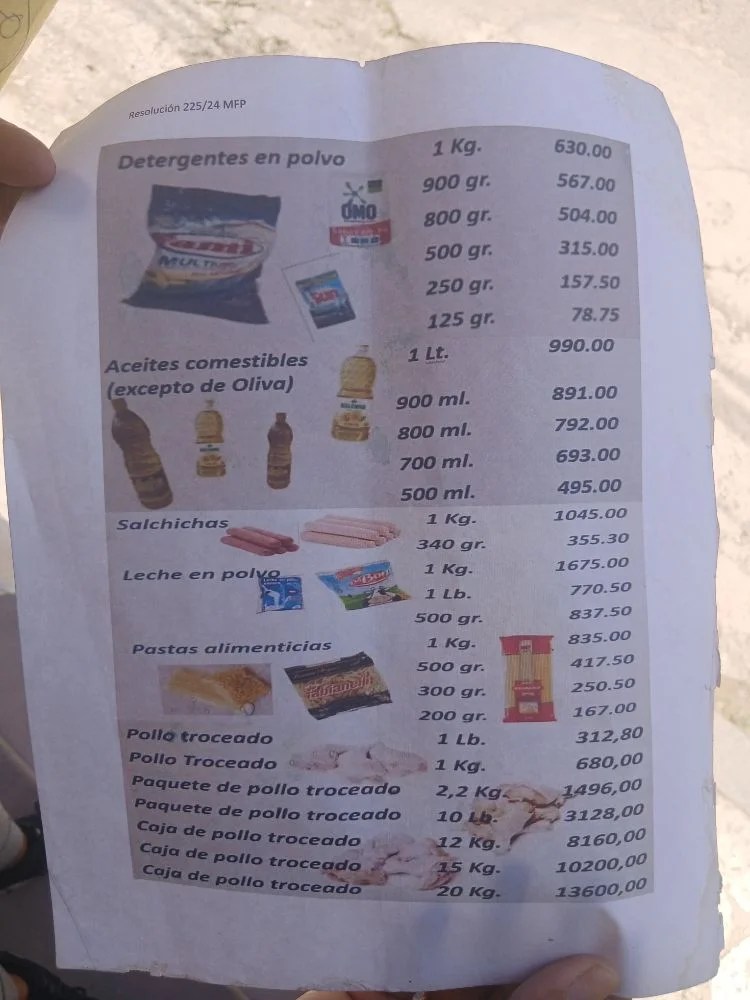 Resolución 225/24 MFP
Detergentes en polvo 1 Kg. 630.00
900 gr. 567.00
OMO
800 gr. 504.00
MULTI
500 gr. 315.00
250 gr. 157.50
Sun
125 gr. 78.75
1 Lt. 990.00
Aceites comestibles
(excepto de Oliva)
900 ml. 891.00
800 ml. 792.00
700 ml. 693.00
500 ml. 495.00
Salchichas 1 Kg. 1045.00
340 gr. 355.30
Leche en polvo 1 Kg. 1675.00
1 Lb. 770.50
500 gr. 837.50
Pastas alimenticias 1 Kg. 835.00
500 gr. 417.50
300 gr. 250.50
200 gr. 167.00
Pollo troceado 1 Lb. 312,80
Pollo Troceado 1 Kg. 680,00
Paquete de pollo troceado 2,2 Kg. 1496,00
Paquete de pollo troceado 10 Lb. 3128,00
Caja de pollo troceado 12 Kg. 8160,00
Caja de pollo troceado 15 Kg. 10200,00
Caja de pollo troceado 20 Kg. 13600,00